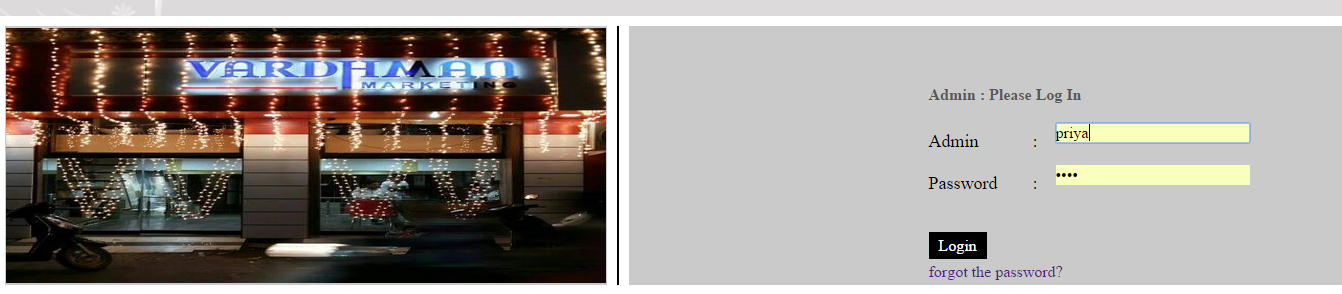 VARDHMAN
MARKETING
Admin : Please Log In
Admin : priya
Password : ••••
Login
forgot the password?